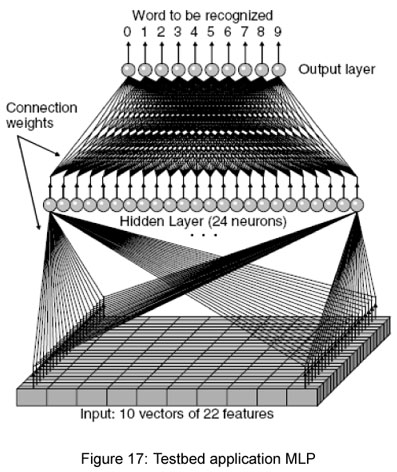 Word to be recognized
0 1 2 3 4 5 6 7 8 9
Output layer
Connection
weights
Hidden Layer (24 neurons)
. . .
Input: 10 vectors of 22 features
Figure 17: Testbed application MLP